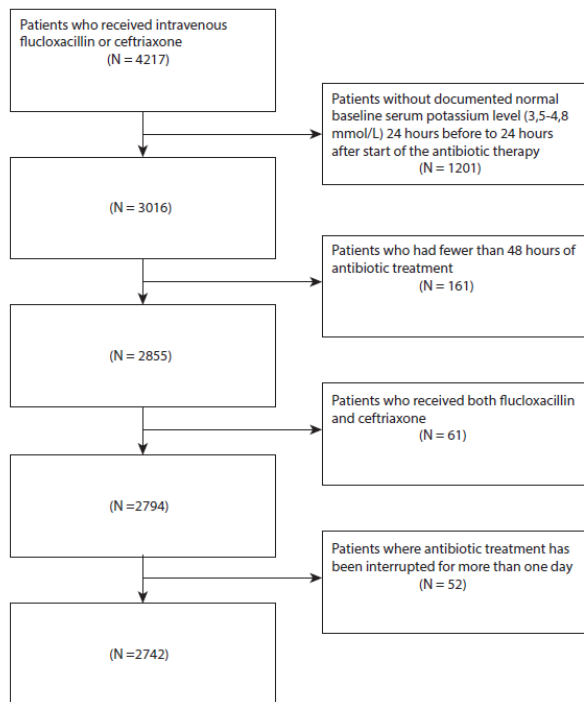 Patients who received intravenous
flucloxacillin or ceftriaxone
(N = 4217)
Patients without documented normal
baseline serum potassium level (3,5-4,8
mmol/L) 24 hours before to 24 hours
after start of the antibiotic therapy
(N = 1201)
(N = 3016)
Patients who had fewer than 48 hours of
antibiotic treatment
(N = 161)
(N = 2855)
Patients who received both flucloxacillin
and ceftriaxone
(N = 61)
(N =2794)
Patients where antibiotic treatment has
been interrupted for more than one day
(N = 52)
(N =2742)